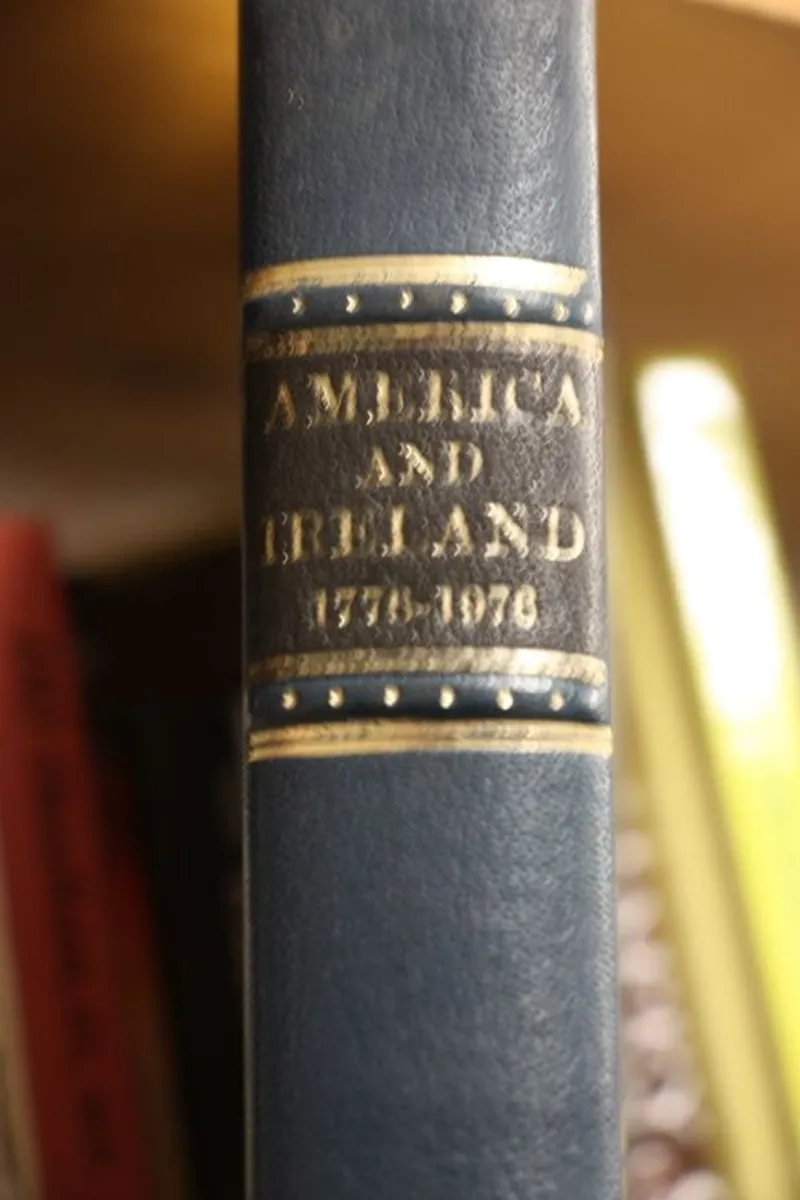 AMERICA
AND
IRELAND
1776-1976